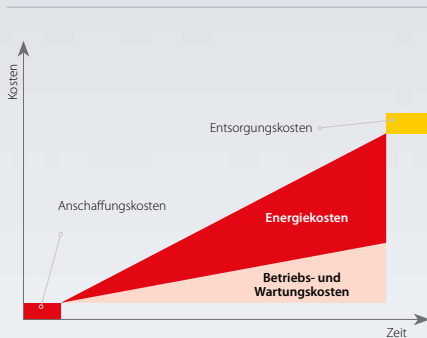 Kosten
Entsorgungskosten
Anschaffungskosten
Energiekosten
Betriebs- und
Wartungskosten
Zeit